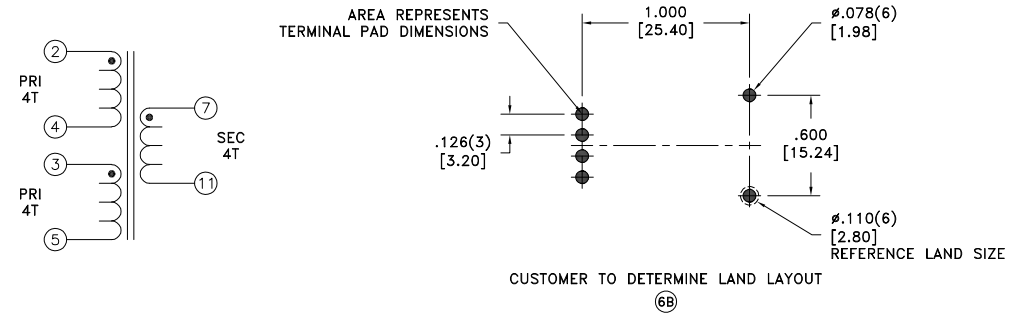 2
PRI
4T
4
3
PRI
4T
5
7
SEC
4T
11
AREA REPRESENTS
TERMINAL PAD DIMENSIONS
1.000
[25.40]
ø.078(6)
[1.98]
.126(3)
[3.20]
.600
[15.24]
ø.110(6)
[2.80]
REFERENCE LAND SIZE
CUSTOMER TO DETERMINE LAND LAYOUT
6B